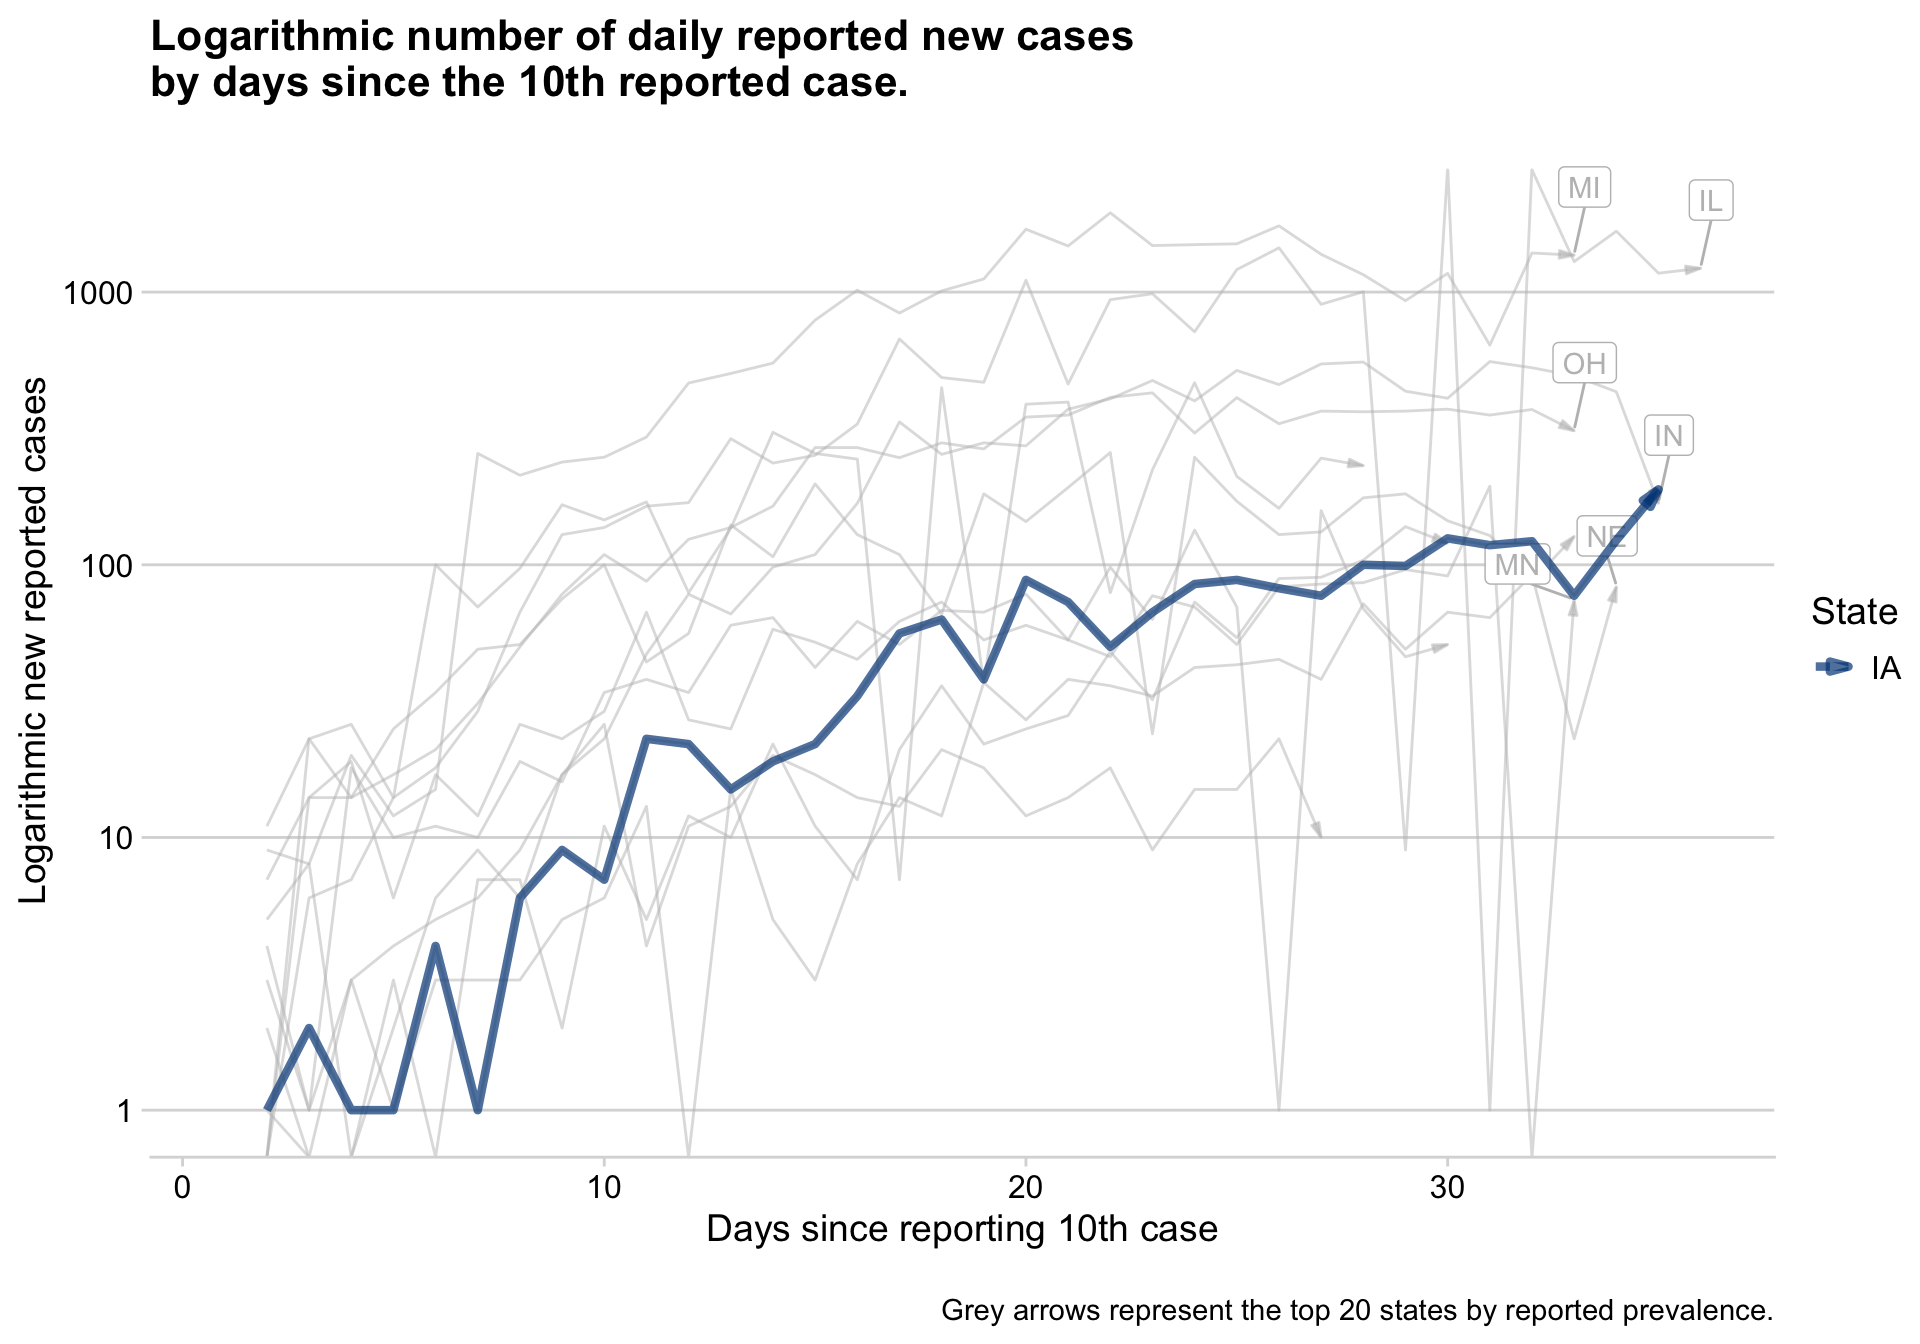 Logarithmic number of daily reported new cases
by days since the 10th reported case.
MI
IL
1000
OH
IN
NE
100
MN
State
IA
10
1
Logarithmic new reported cases
0
10
20
30
Days since reporting 10th case
Grey arrows represent the top 20 states by reported prevalence.